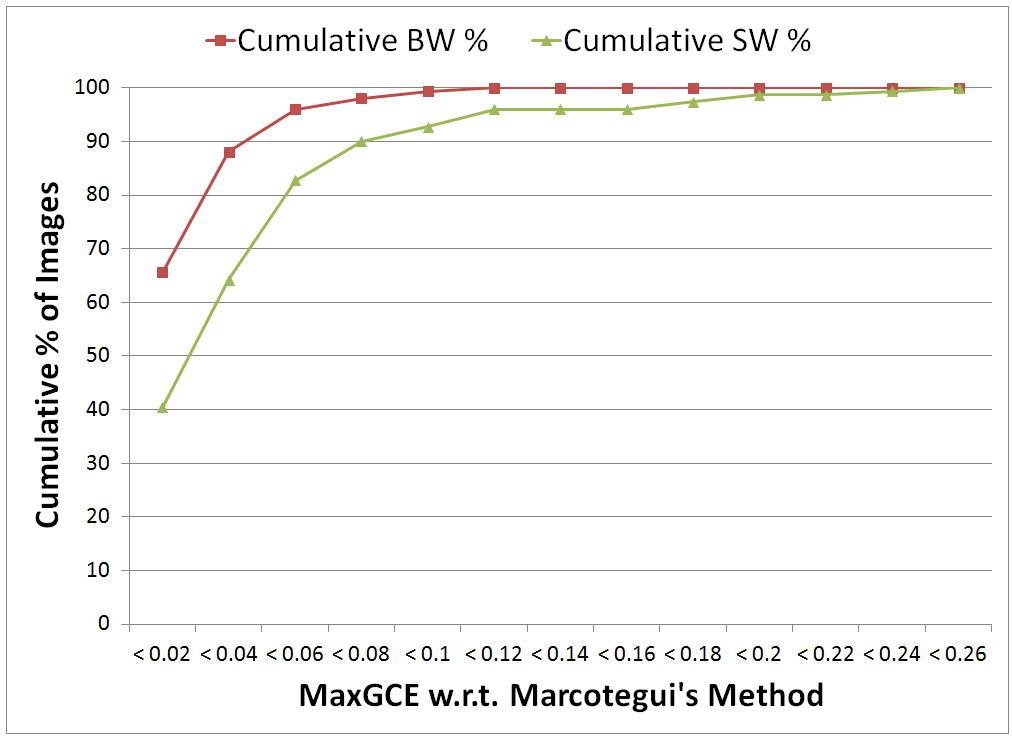 Cumulative BW % Cumulative SW %
100
90
80
70
60
50
40
30
20
10
0
Cumulative % of Images
< 0.02 < 0.04 < 0.06 < 0.08 < 0.1 < 0.12 < 0.14 < 0.16 < 0.18 < 0.2 < 0.22 < 0.24 < 0.26
MaxGCE w.r.t. Marcotegui's Method